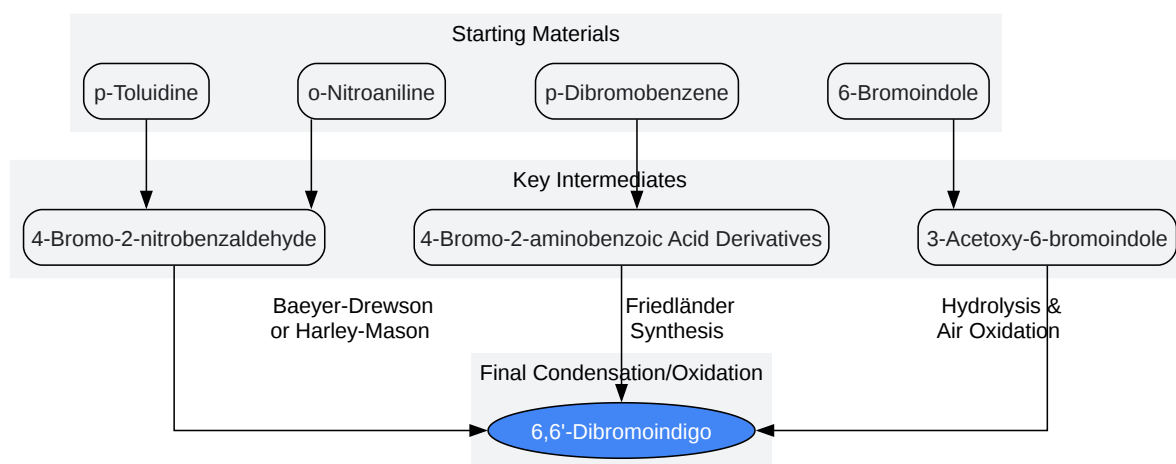 Starting Materials
p-Toluidine
o-Nitroaniline
p-Dibromobenzene
6-Bromoindole
Key Intermediates
4-Bromo-2-nitrobenzaldehyde
4-Bromo-2-aminobenzoic Acid Derivatives
3-Acetoxy-6-bromoindole
Baeyer-Drewson
or Harley-Mason
Friedländer
Synthesis
Hydrolysis &
Air Oxidation
Final Condensation/Oxidation
6,6'-Dibromoindigo